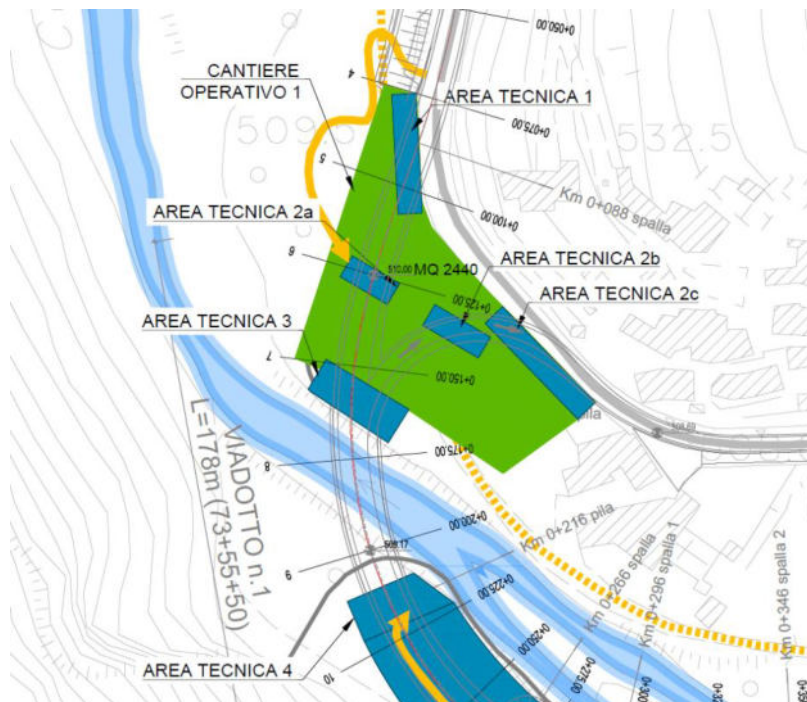 0+050.00
4
CANTIERE
OPERATIVO 1
AREA TECNICA 1
0+075.00
509.5
532.5
5
Km 0+088 spalla
0+100.00
AREA TECNICA 2a
6
MQ 2440
AREA TECNICA 2b
0+125.00
AREA TECNICA 2c
AREA TECNICA 3
7
0+150.00
VIADOTTO n.1
L=178m (73+55+50)
8
0+175.00
0+200.00
9
508.17
Km 0+216 pila
0+225.00
Km 0+266 spalla
Km 0+296 spalla 1
Km 0+346 spalla 2
AREA TECNICA 4
10
0+250.00
0+275.00